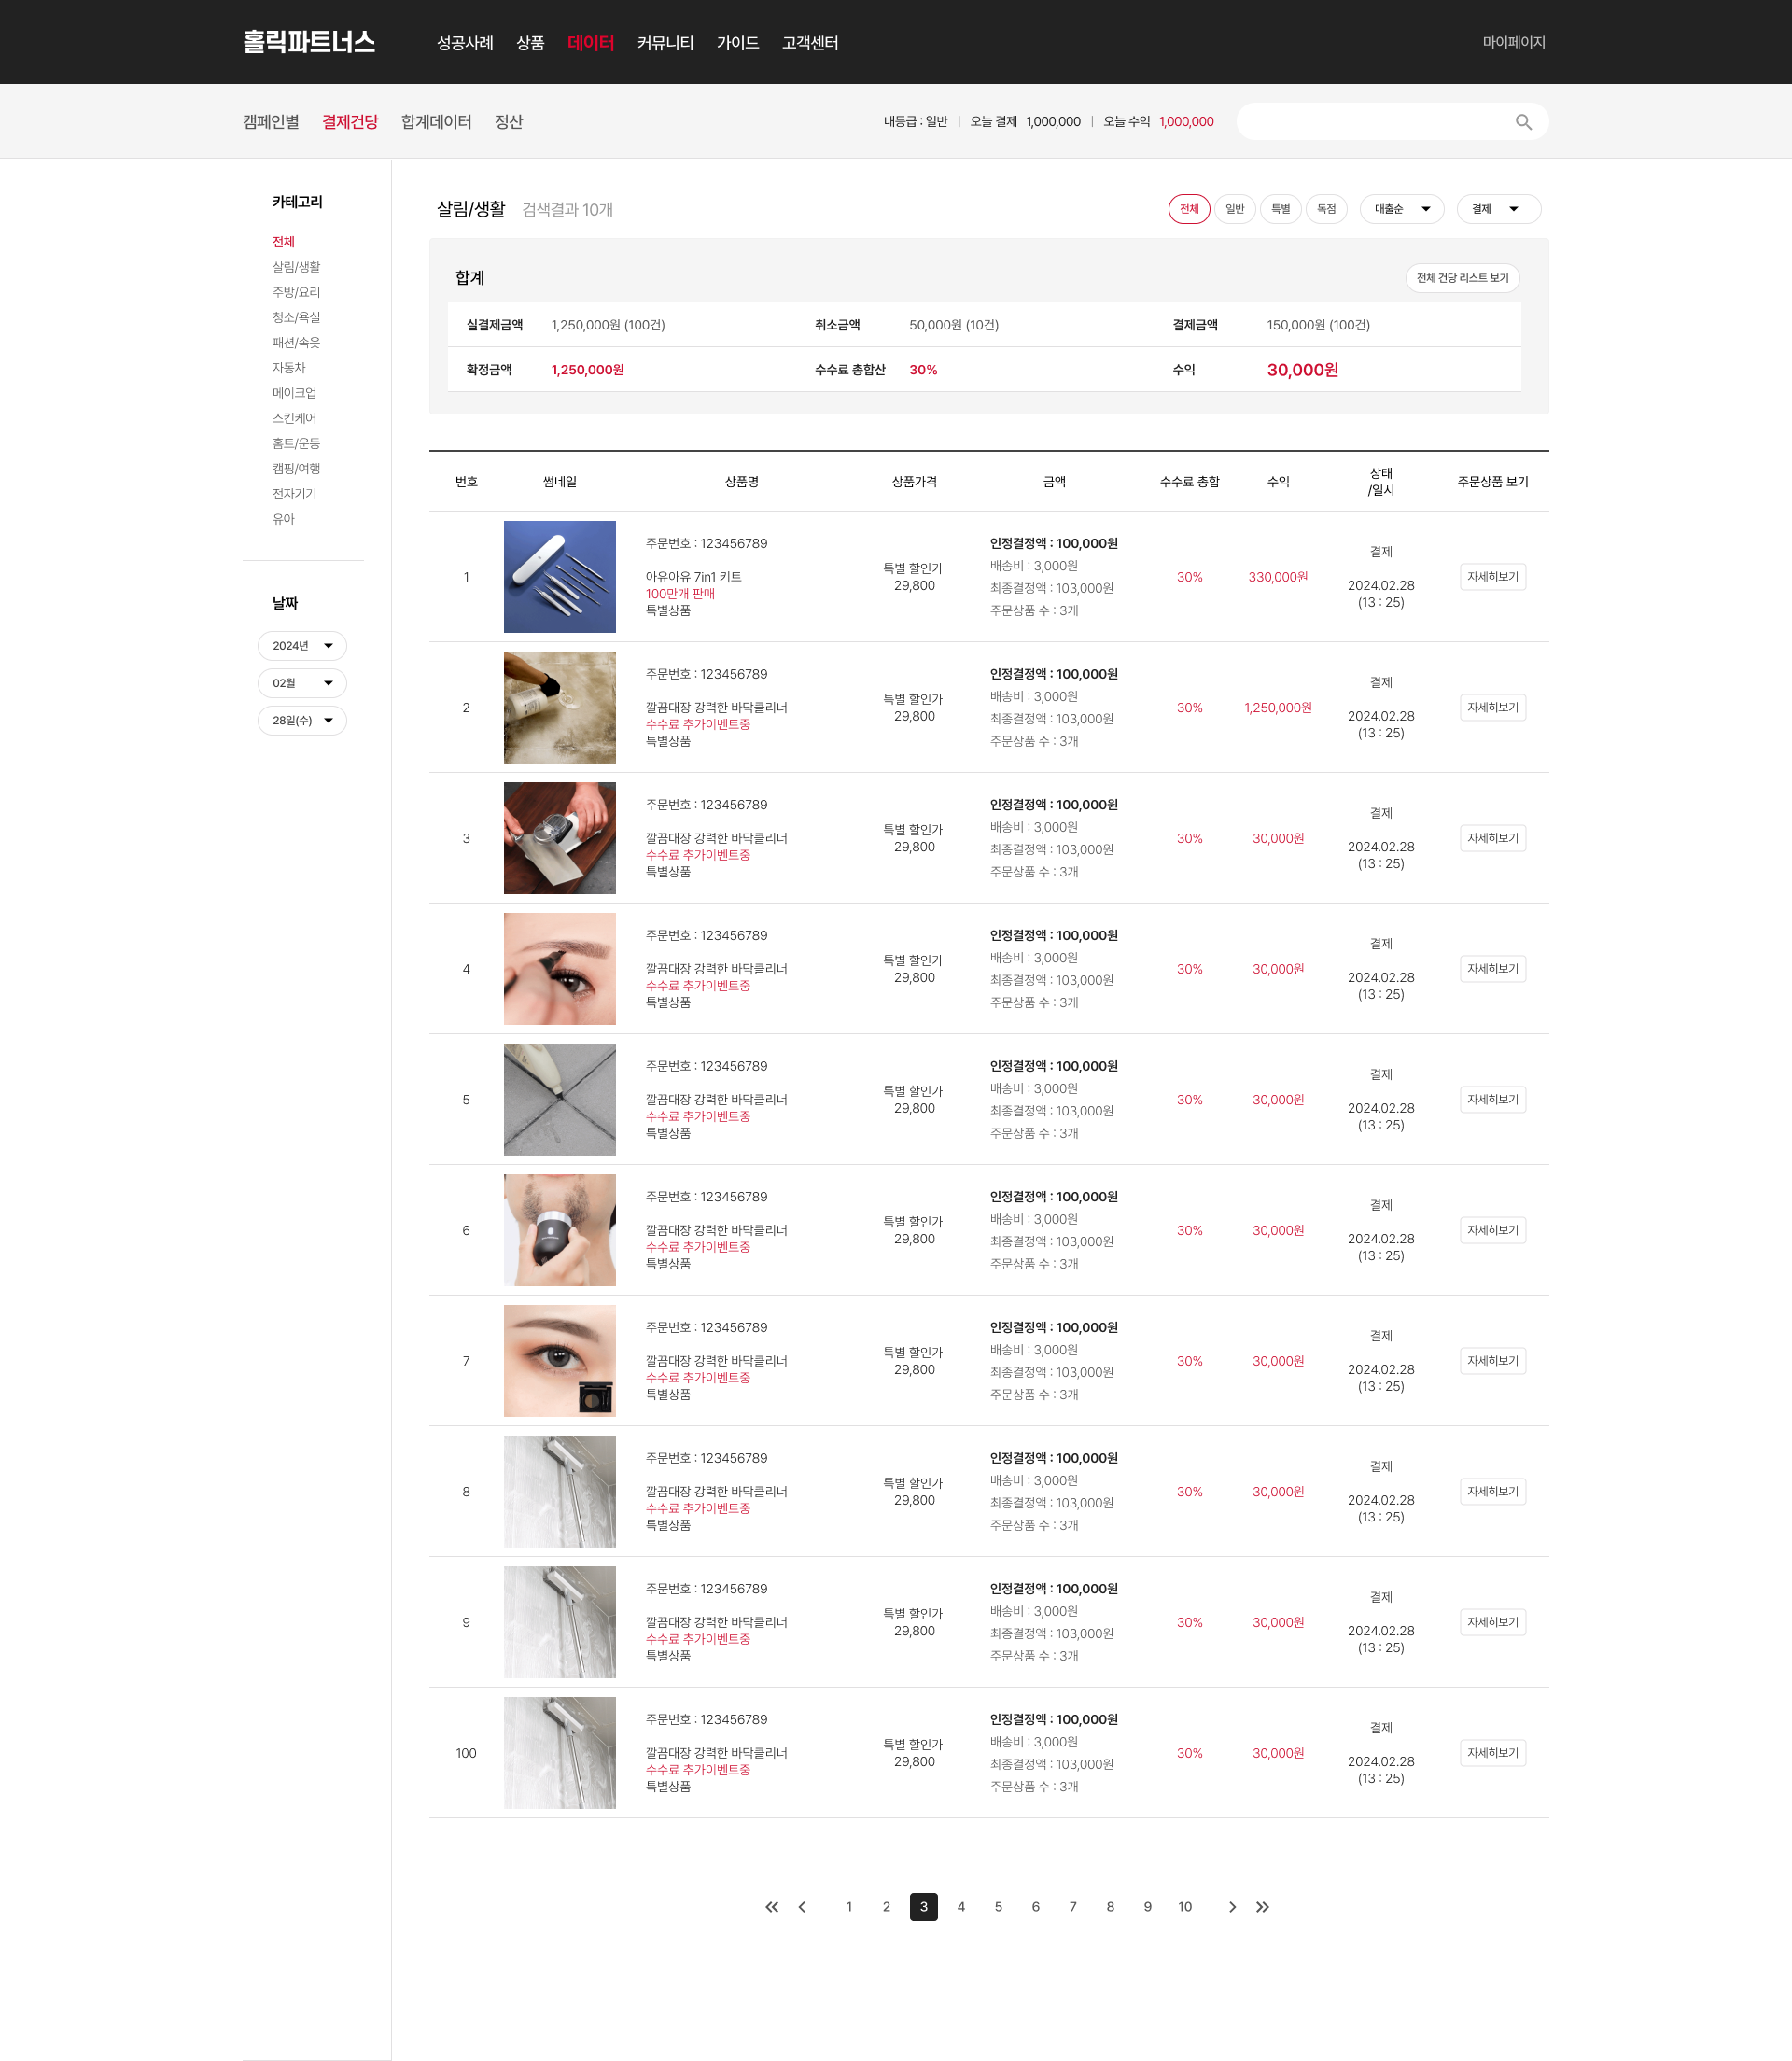 홀릭파트너스
성공사례 상품 데이터 커뮤니티 가이드 고객센터
마이페이지
캠페인별 결제건당 합계데이터 정산
내등급 : 일반 | 오늘 결제 1,000,000 | 오늘 수익 1,000,000
카테고리
전체
살림/생활
주방/요리
청소/욕실
패션/속옷
자동차
메이크업
스킨케어
홈트/운동
캠핑/여행
전자기기
유아
날짜
2024년
02월
28일(수)
살림/생활 검색결과 10개
전체 일반 특별 독점 매출순 결제
합계
전체 건당 리스트 보기
실결제금액 1,250,000원 (100건) 취소금액 50,000원 (10건) 결제금액 150,000원 (100건)
확정금액 1,250,000원 수수료 총합산 30% 수익 30,000원
번호 썸네일 상품명 상품가격 금액 수수료 총합 수익 상태 /일시 주문상품 보기
1
주문번호 : 123456789
아유아유 7in1 키트
100만개 판매
특별상품
특별 할인가
29,800
인정결정액 : 100,000원
배송비 : 3,000원
최종결정액 : 103,000원
주문상품 수 : 3개
30%
330,000원
결제
2024.02.28
(13 : 25)
자세히보기
2
주문번호 : 123456789
깔끔대장 강력한 바닥클리너
수수료 추가이벤트중
특별상품
특별 할인가
29,800
인정결정액 : 100,000원
배송비 : 3,000원
최종결정액 : 103,000원
주문상품 수 : 3개
30%
1,250,000원
결제
2024.02.28
(13 : 25)
자세히보기
3
주문번호 : 123456789
깔끔대장 강력한 바닥클리너
수수료 추가이벤트중
특별상품
특별 할인가
29,800
인정결정액 : 100,000원
배송비 : 3,000원
최종결정액 : 103,000원
주문상품 수 : 3개
30%
30,000원
결제
2024.02.28
(13 : 25)
자세히보기
4
주문번호 : 123456789
깔끔대장 강력한 바닥클리너
수수료 추가이벤트중
특별상품
특별 할인가
29,800
인정결정액 : 100,000원
배송비 : 3,000원
최종결정액 : 103,000원
주문상품 수 : 3개
30%
30,000원
결제
2024.02.28
(13 : 25)
자세히보기
5
주문번호 : 123456789
깔끔대장 강력한 바닥클리너
수수료 추가이벤트중
특별상품
특별 할인가
29,800
인정결정액 : 100,000원
배송비 : 3,000원
최종결정액 : 103,000원
주문상품 수 : 3개
30%
30,000원
결제
2024.02.28
(13 : 25)
자세히보기
6
주문번호 : 123456789
깔끔대장 강력한 바닥클리너
수수료 추가이벤트중
특별상품
특별 할인가
29,800
인정결정액 : 100,000원
배송비 : 3,000원
최종결정액 : 103,000원
주문상품 수 : 3개
30%
30,000원
결제
2024.02.28
(13 : 25)
자세히보기
7
주문번호 : 123456789
깔끔대장 강력한 바닥클리너
수수료 추가이벤트중
특별상품
특별 할인가
29,800
인정결정액 : 100,000원
배송비 : 3,000원
최종결정액 : 103,000원
주문상품 수 : 3개
30%
30,000원
결제
2024.02.28
(13 : 25)
자세히보기
8
주문번호 : 123456789
깔끔대장 강력한 바닥클리너
수수료 추가이벤트중
특별상품
특별 할인가
29,800
인정결정액 : 100,000원
배송비 : 3,000원
최종결정액 : 103,000원
주문상품 수 : 3개
30%
30,000원
결제
2024.02.28
(13 : 25)
자세히보기
9
주문번호 : 123456789
깔끔대장 강력한 바닥클리너
수수료 추가이벤트중
특별상품
특별 할인가
29,800
인정결정액 : 100,000원
배송비 : 3,000원
최종결정액 : 103,000원
주문상품 수 : 3개
30%
30,000원
결제
2024.02.28
(13 : 25)
자세히보기
100
주문번호 : 123456789
깔끔대장 강력한 바닥클리너
수수료 추가이벤트중
특별상품
특별 할인가
29,800
인정결정액 : 100,000원
배송비 : 3,000원
최종결정액 : 103,000원
주문상품 수 : 3개
30%
30,000원
결제
2024.02.28
(13 : 25)
자세히보기
1 2 3 4 5 6 7 8 9 10